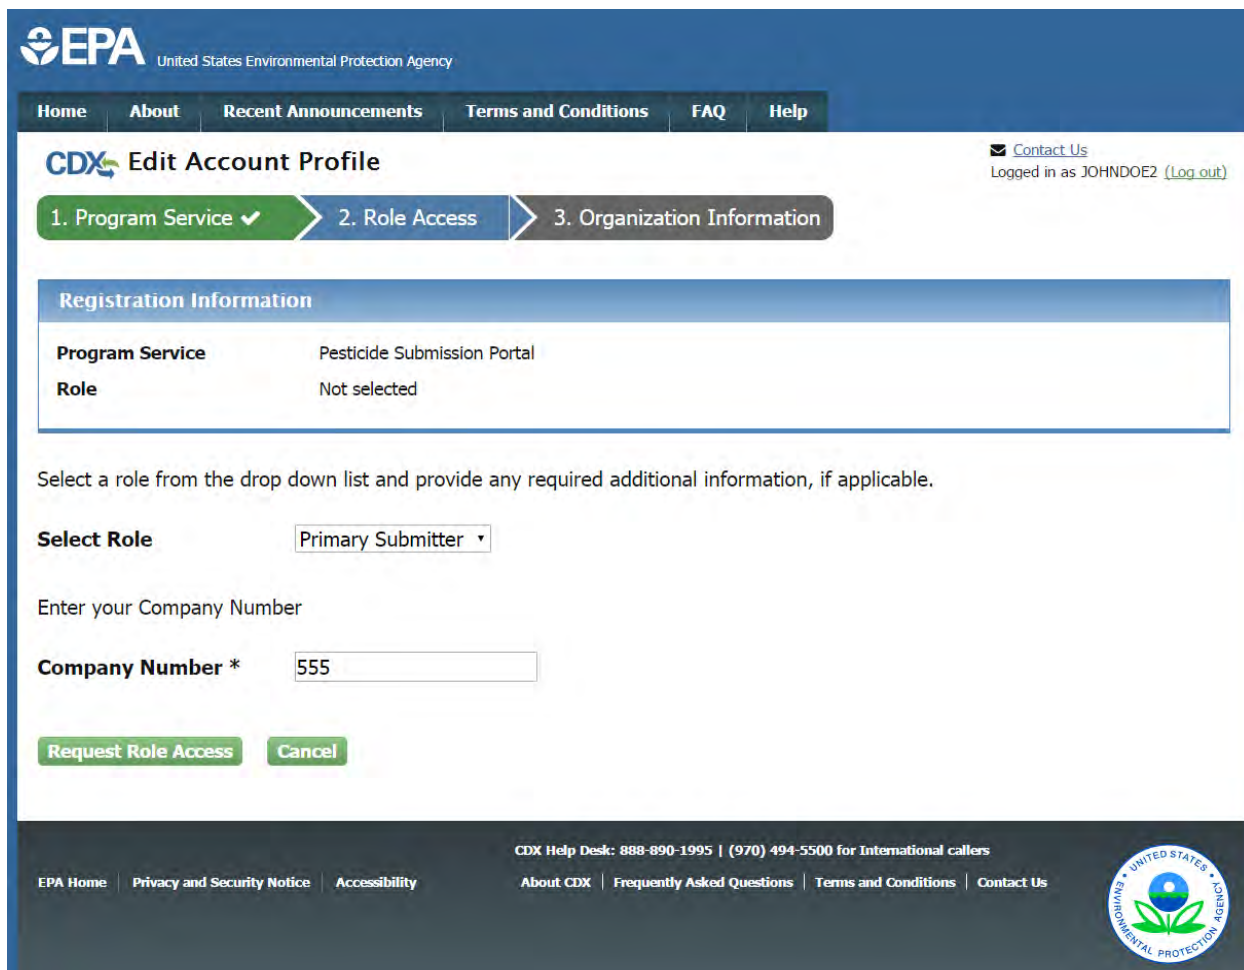 EPA United States Environmental Protection Agency
Home About Recent Announcements Terms and Conditions FAQ Help
CDX Edit Account Profile
Contact Us
Logged in as JOHNDOE2 (Log out)
1. Program Service 2. Role Access 3. Organization Information
Registration Information
Program Service Pesticide Submission Portal
Role Not selected
Select a role from the drop down list and provide any required additional information, if applicable.
Select Role Primary Submitter
Enter your Company Number
Company Number * 555
Request Role Access Cancel
CDX Help Desk: 888-890-1995 | (970) 494-5500 for International callers
EPA Home Privacy and Security Notice Accessibility About CDX | Frequently Asked Questions | Terms and Conditions | Contact Us
UNITED STATES ENVIRONMENTAL PROTECTION AGENCY